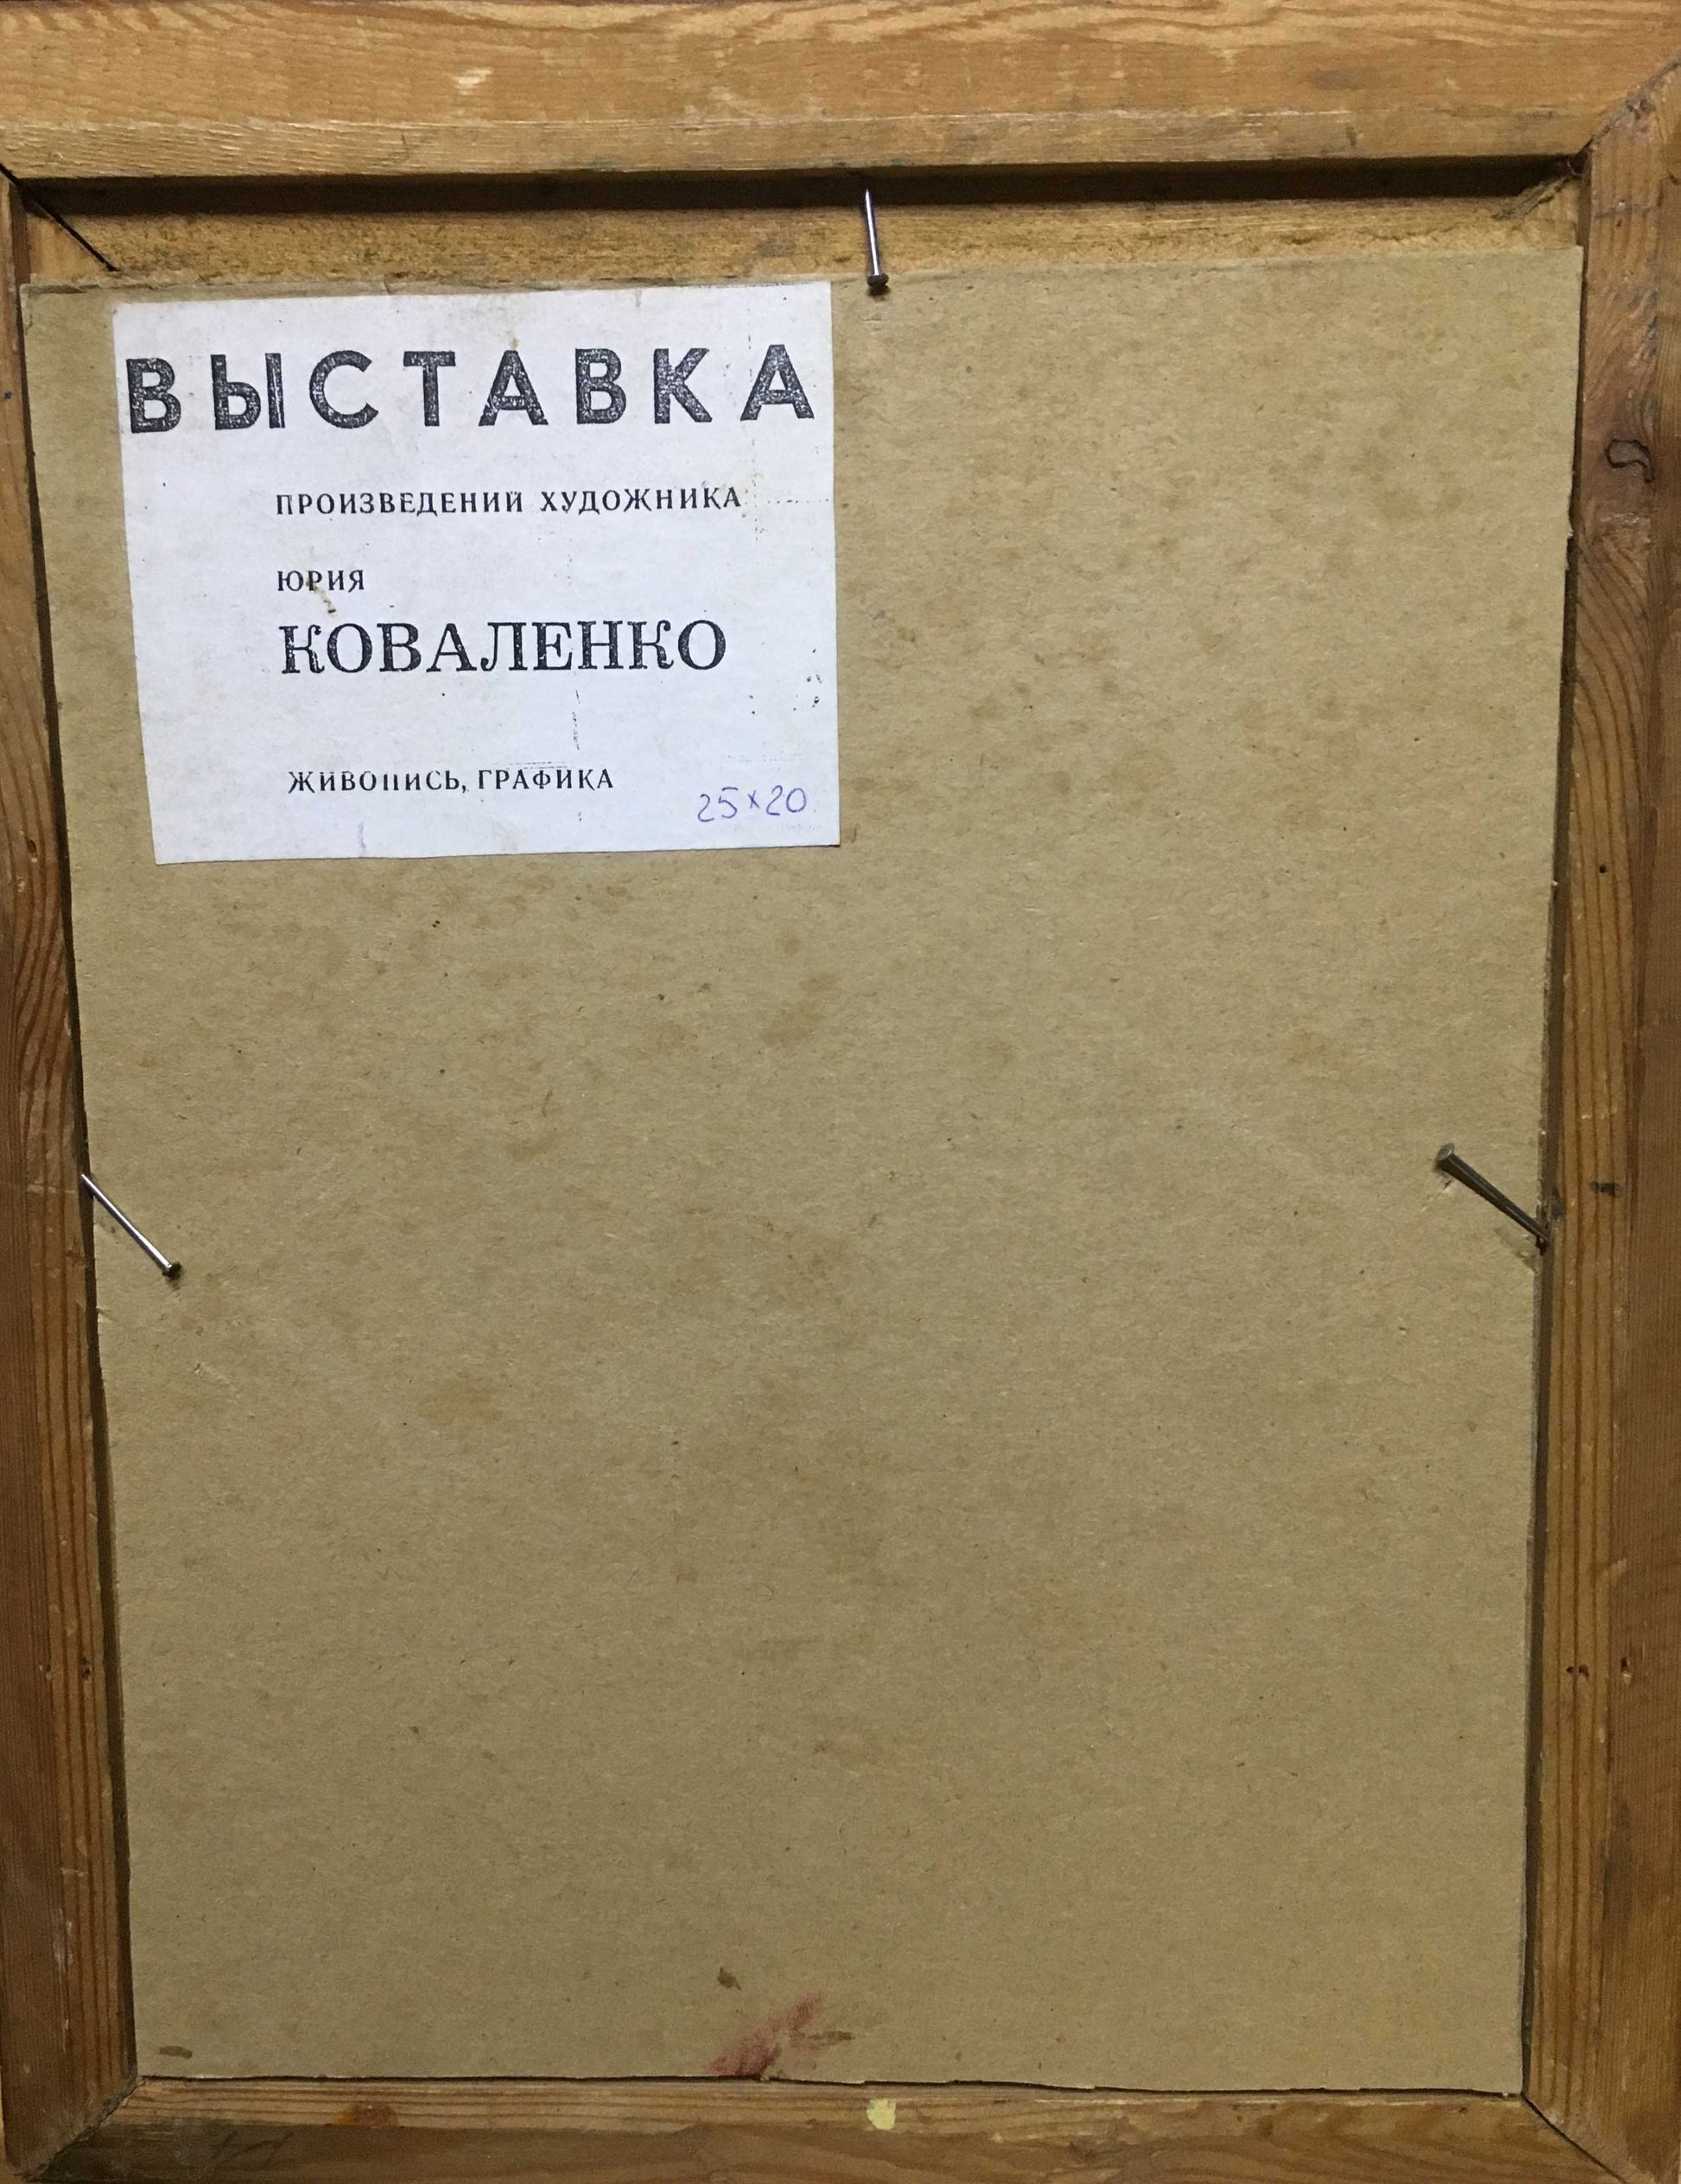 ВЫСТАВКА
ПРОИЗВЕДЕНИЙ ХУДОЖНИКА
ЮРИЯ
КОВАЛЕНКО
ЖИВОПИСЬ, ГРАФИКА
25×20